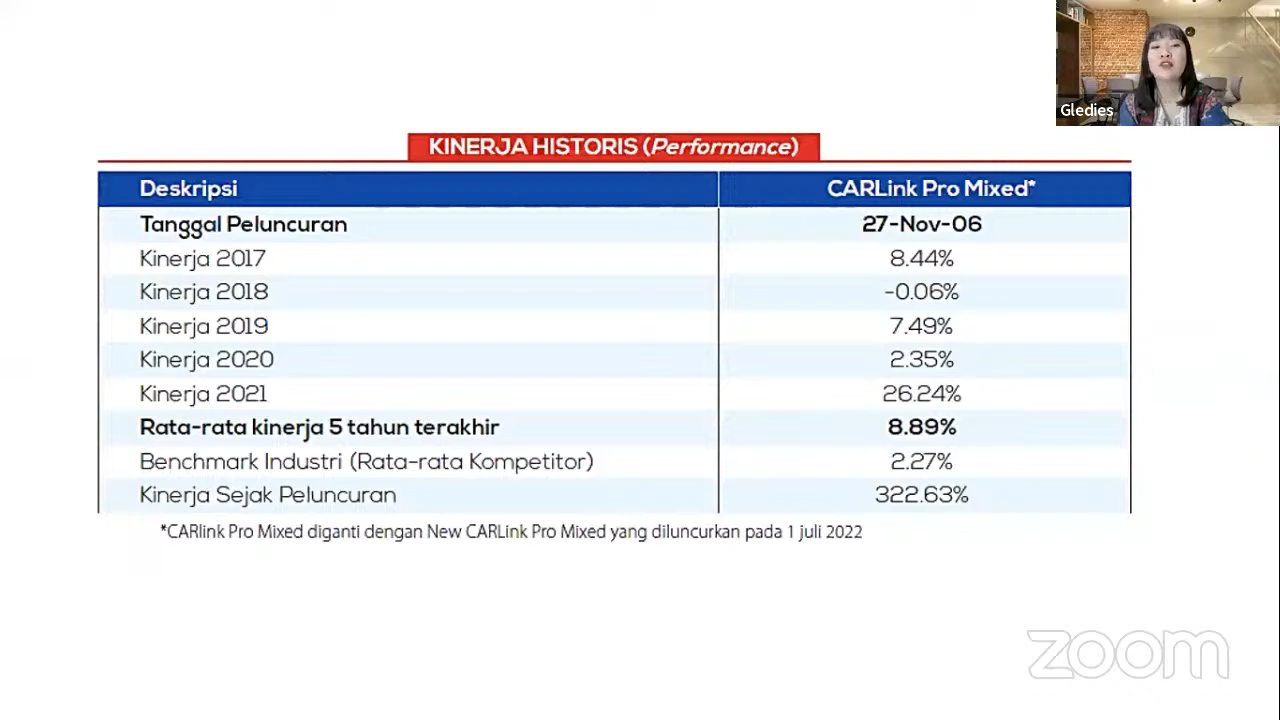 Gledies
KINERJA HISTORIS (Performance)
Deskripsi CARLink Pro Mixed*
Tanggal Peluncuran 27-Nov-06
Kinerja 2017 8.44%
Kinerja 2018 -0.06%
Kinerja 2019 7.49%
Kinerja 2020 2.35%
Kinerja 2021 26.24%
Rata-rata kinerja 5 tahun terakhir 8.89%
Benchmark Industri (Rata-rata Kompetitor) 2.27%
Kinerja Sejak Peluncuran 322.63%
*CARlink Pro Mixed diganti dengan New CARLink Pro Mixed yang diluncurkan pada 1 juli 2022
zoom